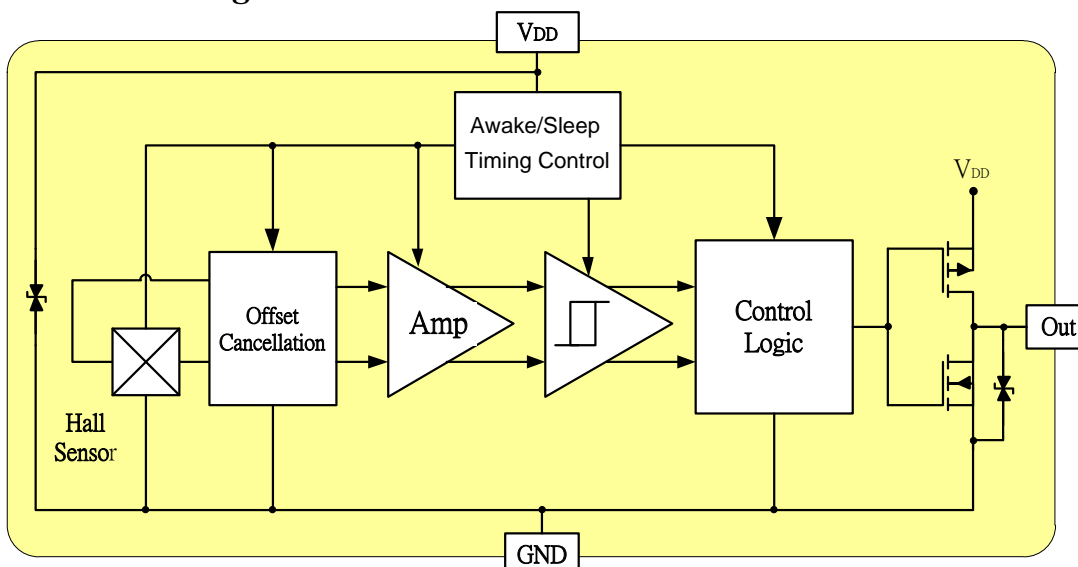 VDD
Awake/Sleep
Timing Control
VDD
Offset
Cancellation
Amp
Control
Logic
Out
Hall
Sensor
GND